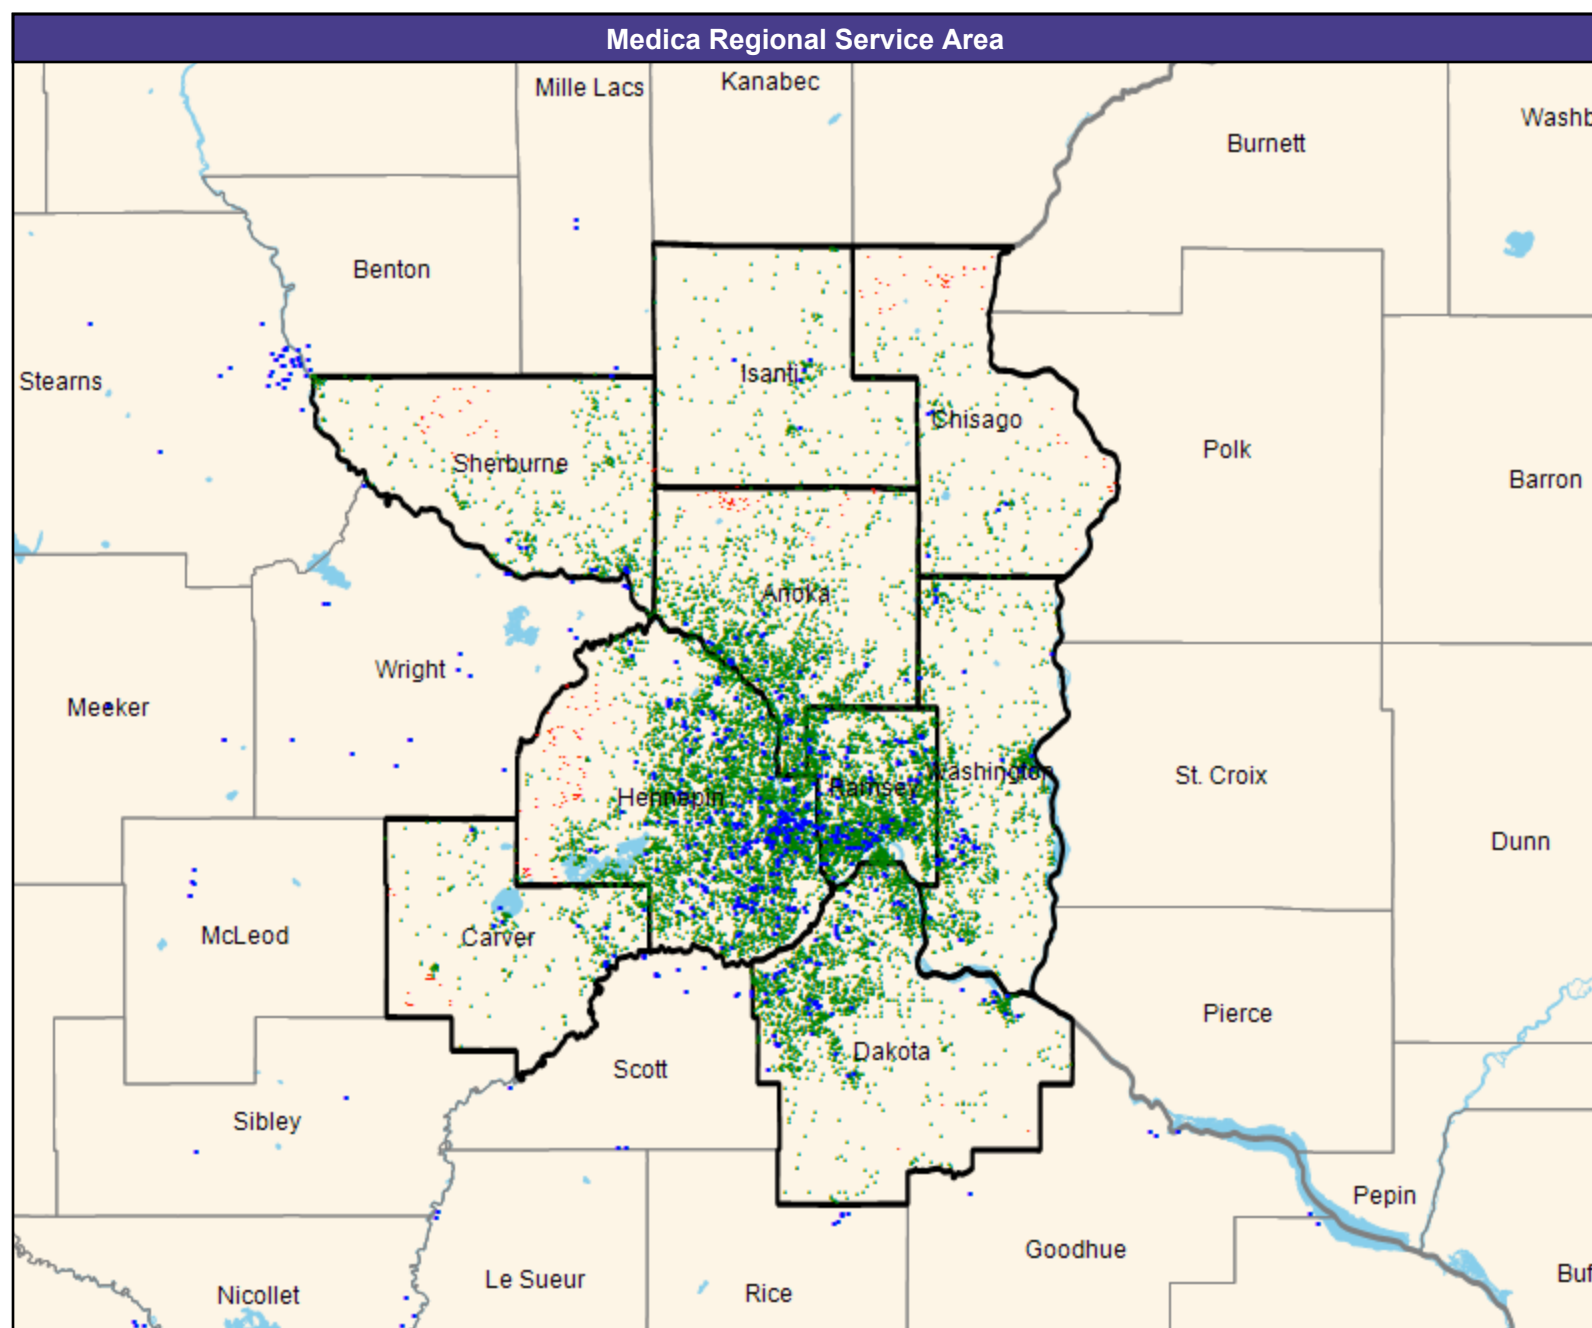 Medica Regional Service Area
Mille Lacs
Kanabec
Washb
Burnett
Benton
Stearns
Isanti
Chisago
Polk
Sherburne
Barron
Anoka
Wright
Meeker
Washington
St. Croix
Hennepin
Ramsey
Dunn
McLeod
Carver
Pierce
Dakota
Scott
Sibley
Pepin
Goodhue
Le Sueur
Rice
Nicollet
Buf